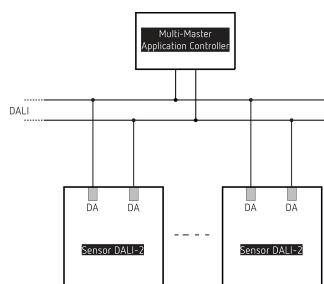 Multi-Master
Application Controller
DALI
DA DA DA DA
Sensor DALI-2 Sensor DALI-2